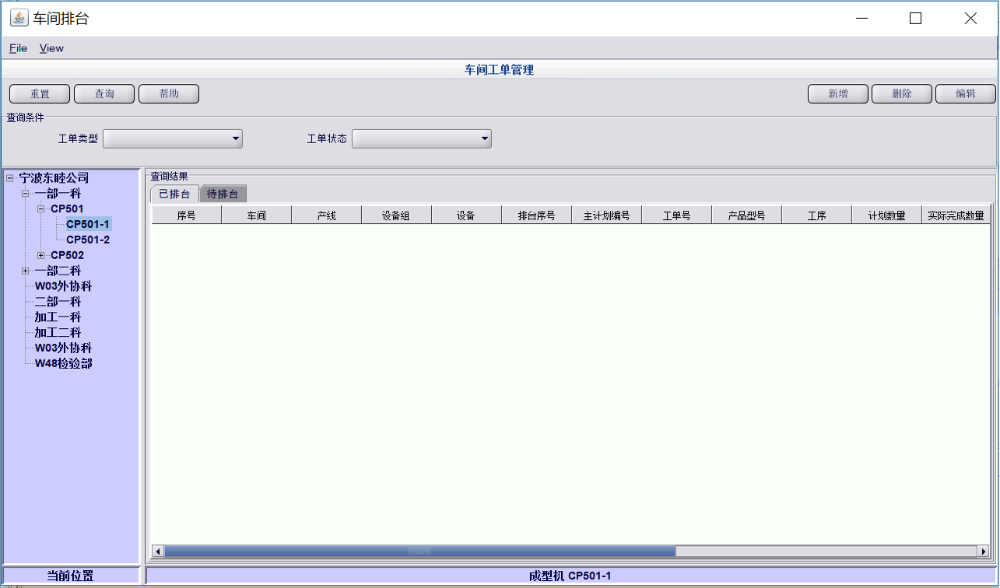 车间排台
File View
车间工单管理
重置 查询 帮助 新增 删除 编辑
查询条件
工单类型 工单状态
宁波东睦公司
一部一科
CP501
CP501-1
CP501-2
CP502
一部二科
W03外协科
二部一科
加工一科
加工二科
W03外协科
W48检验部
查询结果
已排台 待排台
序号 车间 产线 设备组 设备 排台序号 主计划编号 工单号 产品型号 工序 计划数量 实际完成数量
当前位置 成型机 CP501-1